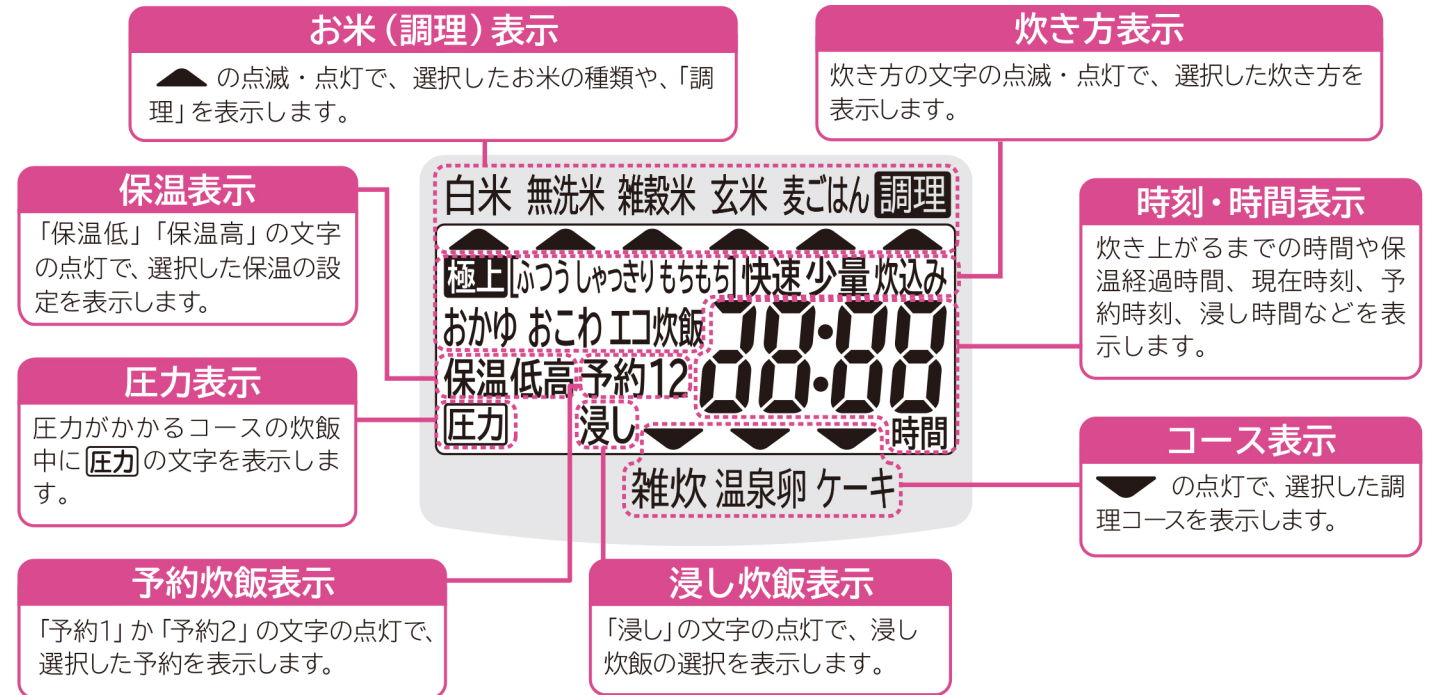 お米（調理）表示
の点滅・点灯で、選択したお米の種類や、「調
理」を表示します。
炊き方表示
炊き方の文字の点滅・点灯で、選択した炊き方を
表示します。
保温表示
「保温低」「保温高」の文字
の点灯で、選択した保温の設
定を表示します。
圧力表示
圧力がかかるコースの炊飯
中に圧力の文字を表示しま
す。
白米 無洗米 雑穀米 玄米 麦ごはん 調理
極上[ふつう しゃっきり もちもち] 快速 少量 炊込み
おかゆ おこわ エコ炊飯
38:88
保温低高 予約12
圧力 浸し 時間
雑炊 温泉卵 ケーキ
時刻・時間表示
炊き上がるまでの時間や保
温経過時間、現在時刻、予
約時刻、浸し時間などを表
示します。
コース表示
の点灯で、選択した調
理コースを表示します。
予約炊飯表示
「予約1」か「予約2」の文字の点灯で、
選択した予約を表示します。
浸し炊飯表示
「浸し」の文字の点灯で、浸し
炊飯の選択を表示します。